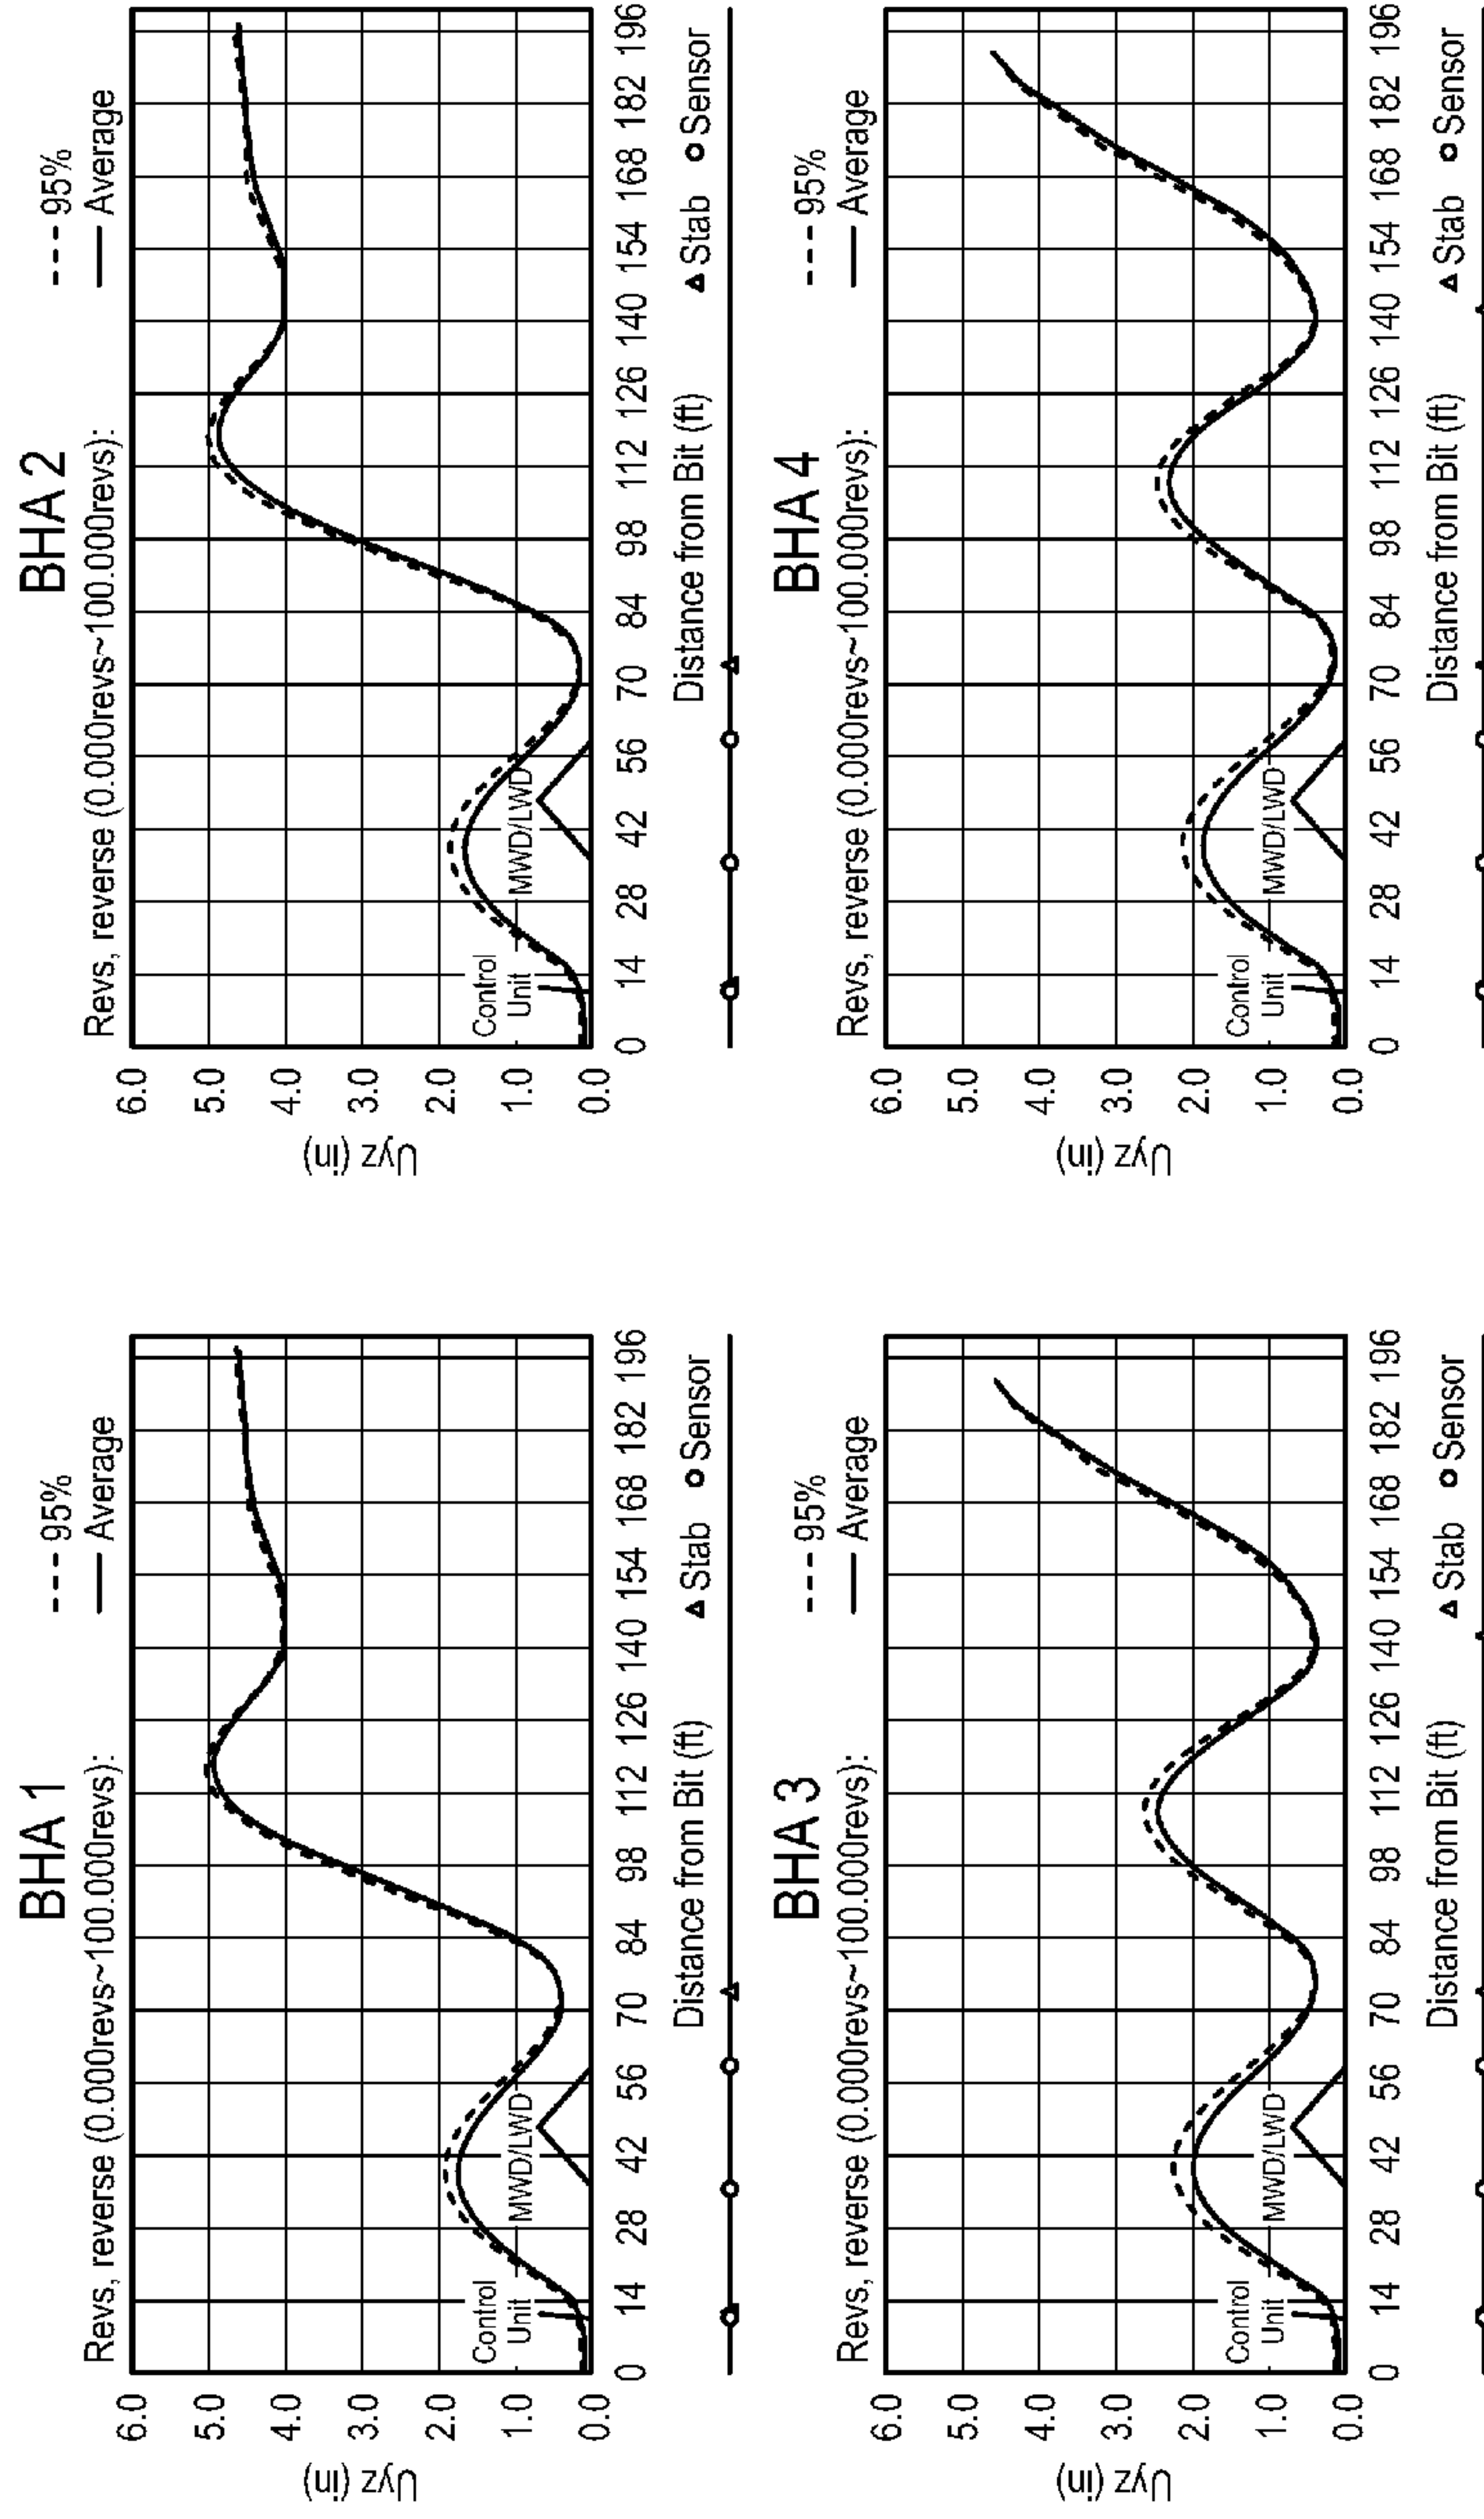 BHA 1
Revs, reverse (0.000revs~100.000revs):
95%
Average
Uyz (in)
6.0
5.0
4.0
3.0
2.0
1.0
0.0
Control
Unit
MWD/LWD
0 14 28 42 56 70 84 98 112 126 140 154 168 182 196
Distance from Bit (ft)
Stab Sensor
BHA 2
Revs, reverse (0.000revs~100.000revs):
95%
Average
Uyz (in)
6.0
5.0
4.0
3.0
2.0
1.0
0.0
Control
Unit
MWD/LWD
0 14 28 42 56 70 84 98 112 126 140 154 168 182 196
Distance from Bit (ft)
Stab Sensor
BHA 3
Revs, reverse (0.000revs~100.000revs):
95%
Average
Uyz (in)
6.0
5.0
4.0
3.0
2.0
1.0
0.0
Control
Unit
MWD/LWD
0 14 28 42 56 70 84 98 112 126 140 154 168 182 196
Distance from Bit (ft)
Stab Sensor
BHA 4
Revs, reverse (0.000revs~100.000revs):
95%
Average
Uyz (in)
6.0
5.0
4.0
3.0
2.0
1.0
0.0
Control
Unit
MWD/LWD
0 14 28 42 56 70 84 98 112 126 140 154 168 182 196
Distance from Bit (ft)
Stab Sensor